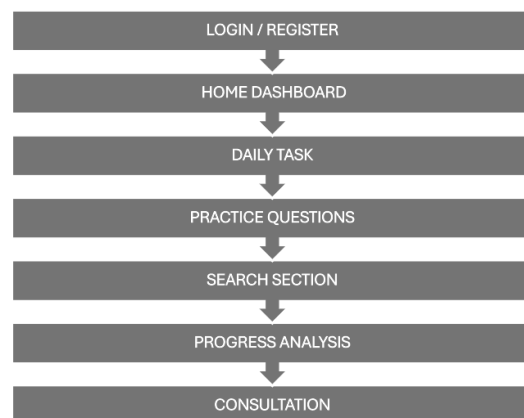 LOGIN / REGISTER
HOME DASHBOARD
DAILY TASK
PRACTICE QUESTIONS
SEARCH SECTION
PROGRESS ANALYSIS
CONSULTATION